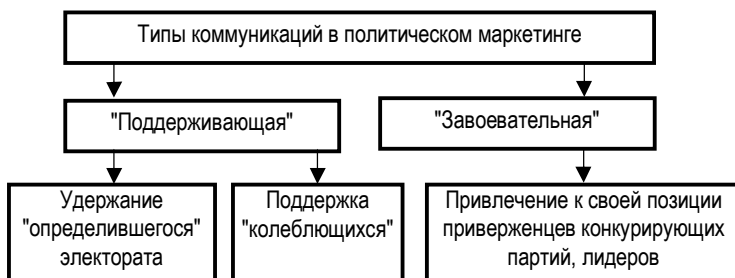 Типы коммуникаций в политическом маркетинге
"Поддерживающая"
"Завоевательная"
Удержание
"определившегося"
электората
Поддержка
"колеблющихся"
Привлечение к своей позиции
приверженцев конкурирующих
партий, лидеров